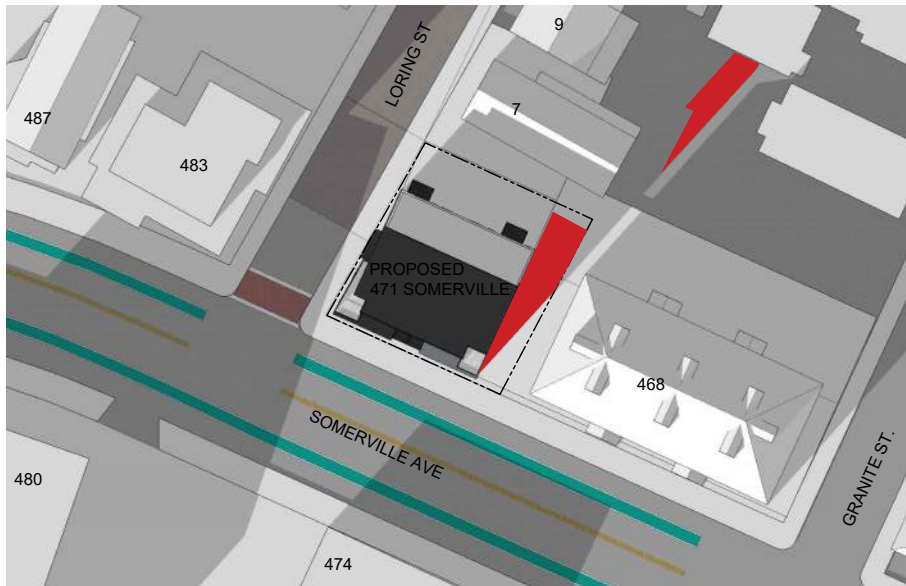 9
LORING ST
487
7
483
PROPOSED
471 SOMERVILLE
468
SOMERVILLE AVE
480
GRANITE ST.
474